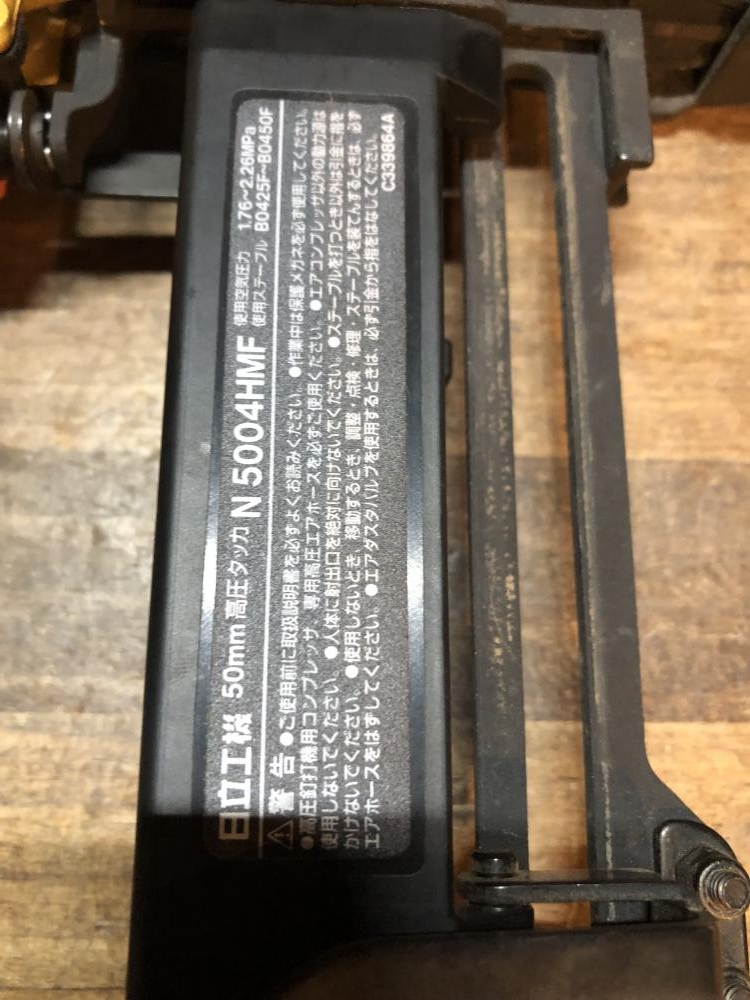 日立工機 50mm 高圧タッカ N 5004HMF
使用空気圧力 1.76~2.26MPa
使用ステープル B0425F~B0450F
⚠警告 ●ご使用前に取扱説明書を必ずよくお読みください。●作業中は保護メガネを必ず使用してください。
●高圧釘打機用コンプレッサ、専用高圧エアホースを必ずご使用ください。●エアコンプレッサ以外の動力源は
使用しないでください。●人体に射出口を絶対に向けないでください。●ステープルを打つとき以外は引金に指を
かけないでください。●使用しないとき、移動するとき、調整・点検・修理・ステープルを装てんするときは、必ず
エアホースをはずしてください。●エアダスタバルブを使用するときは、必ず引金から指をはなしてください。
C339864A